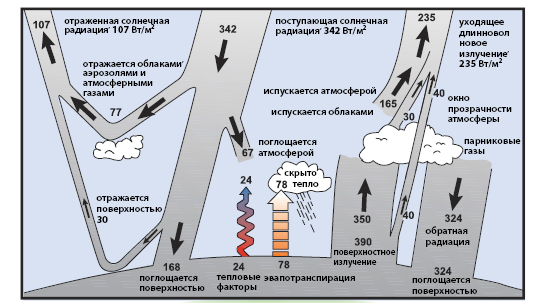 107
отраженная солнечная
радиация 107 Вт/м²
342
поступающая солнечная
радиация 342 Вт/м²
235
уходящее
длинновол
новое
излучение
235 Вт/м²
отражается облаками
аэрозолями и
атмосферными
газами
77
испускается атмосферой
испускается облаками
165
30
40
окно
прозрачности
атмосферы
67
поглощается
атмосферой
парниковые
газы
24
скрыто
78 тепло
отражается
поверхностью
30
350
40
324
обратная
радиация
390
поверхностное
излучение
168
поглощается
поверхностью
24
тепловые
факторы
78
эвапотранспирация
324
поглощается
поверхностью